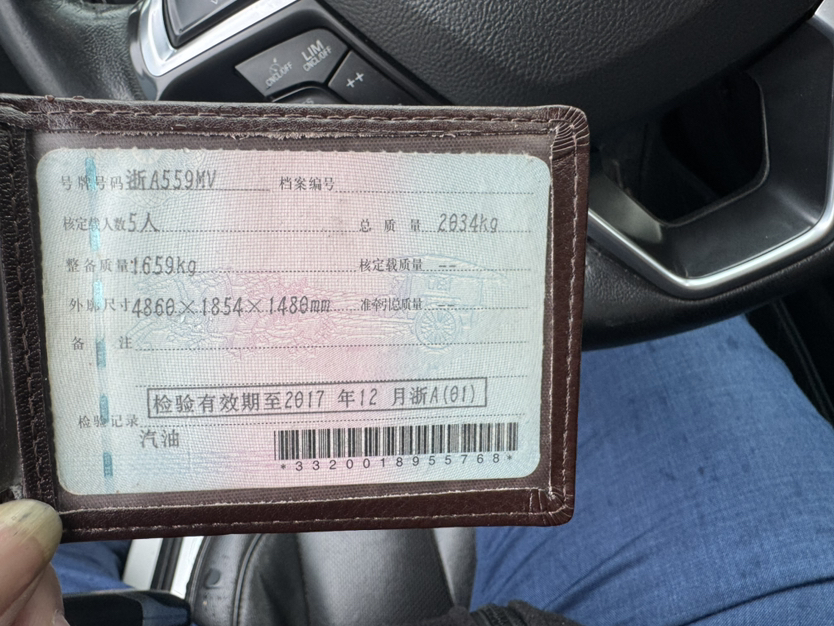 LIM
CNCL/OFF
CNCL/OFF
++
号牌号码 浙A559MV 档案编号
核定载人数 5人 总质量 2034kg
整备质量 1659kg 核定载质量 --
外廓尺寸 4860×1854×1480mm 准牵引总质量 --
备注
检验有效期至2017 年12 月浙A(01)
检验记录
汽油
*3320018955768*